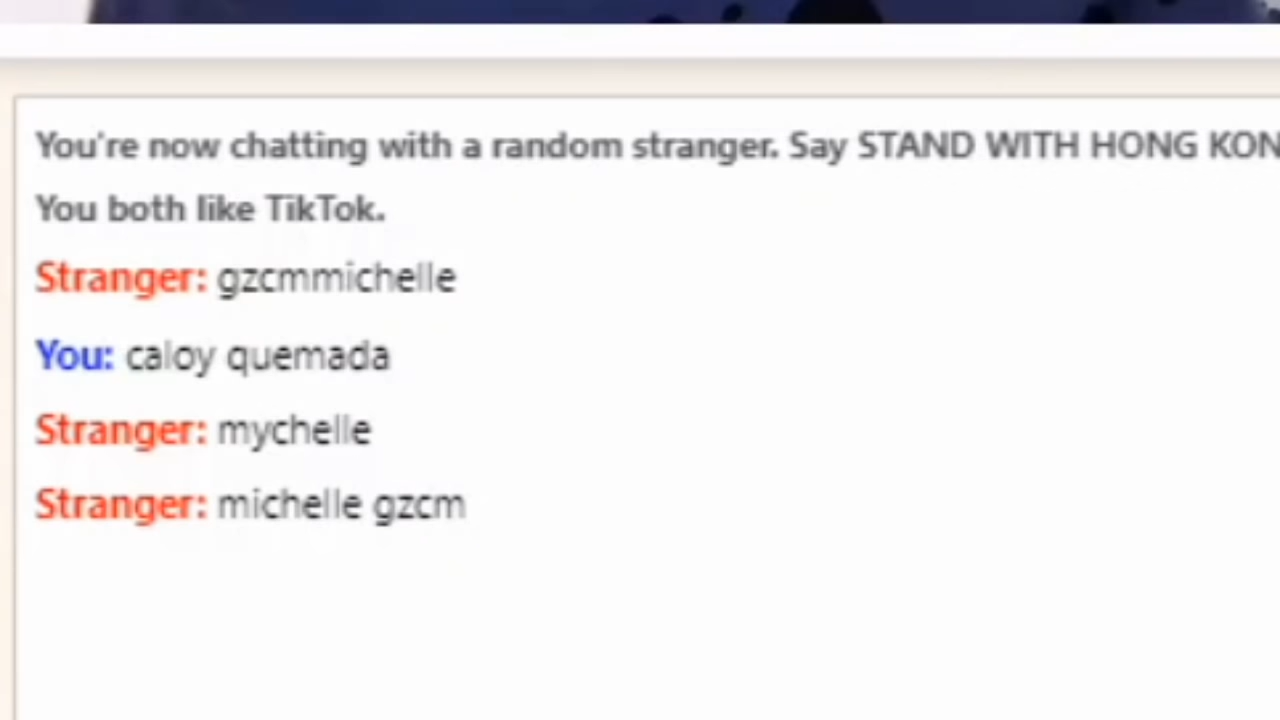 You're now chatting with a random stranger. Say STAND WITH HONG
You both like TikTok.
Stranger: gzcmmichelle
You: caloy quemada
Stranger: mychelle
Stranger: michelle gzcm